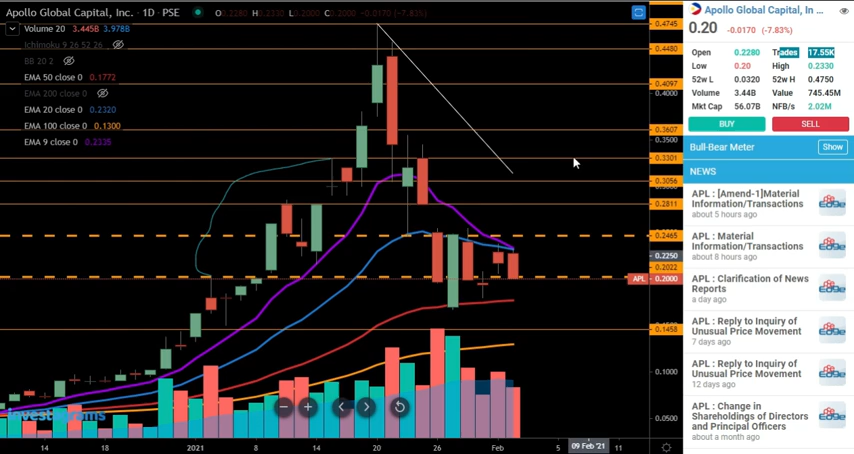 Apollo Global Capital, Inc. · 1D · PSE O 0.2280 H 0.2330 L 0.2000 C 0.2000 -0.0170 (-7.83%)
Volume 20 3.445B 3.978B
Ichimoku 9 26 52 26
BB 20 2
EMA 50 close 0 0.1772
EMA 200 close 0
EMA 20 close 0 0.2320
EMA 100 close 0 0.1300
EMA 9 close 0 0.2335
0.4745
0.4480
0.4097
0.4000
0.3607
0.3301
0.3056
0.2811
0.2465
0.2250
0.2022
APL 0.2000
0.1458
0.1000
0.0500
investagrams
14 21 2021 8 14 20 26 Feb 5 09 Feb '21 11
Apollo Global Capital, In ...
0.20 -0.0170 (-7.83%)
Open 0.2280 Trades 17.55K
Low 0.20 High 0.2330
52w L 0.0320 52w H 0.4750
Volume 3.44B Value 745.45M
Mkt Cap 56.07B NFB/s 2.02M
BUY SELL
Bull-Bear Meter Show
NEWS
APL : [Amend-1]Material
Information/Transactions
about 5 hours ago
EDGe
APL : Material
Information/Transactions
about 8 hours ago
EDGe
APL : Clarification of News
Reports
a day ago
EDGe
APL : Reply to Inquiry of
Unusual Price Movement
7 days ago
EDGe
APL : Reply to Inquiry of
Unusual Price Movement
12 days ago
EDGe
APL : Change in
Shareholdings of Directors
and Principal Officers
about a month ago
EDGe